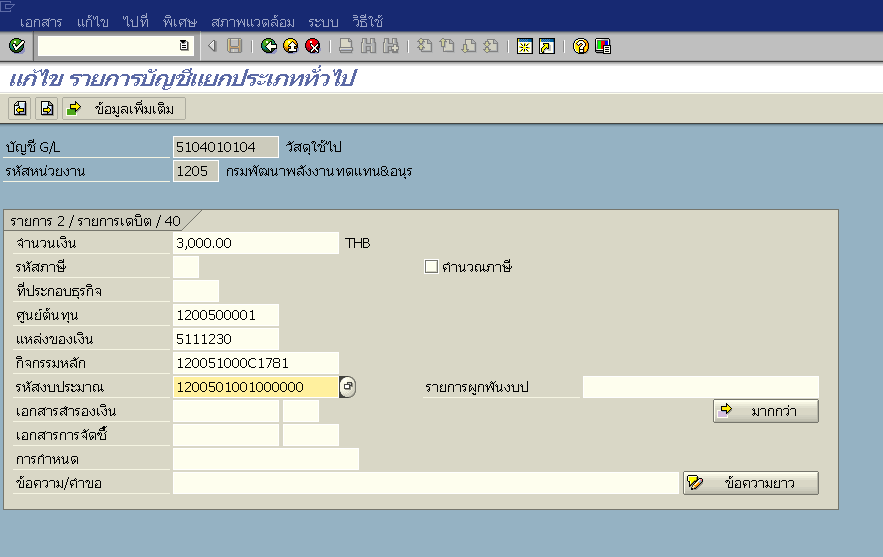 เอกสาร แก้ไข ไปที่ พิเศษ สภาพแวดล้อม ระบบ วิธีใช้
แก้ไข รายการบัญชีแยกประเภททั่วไป
ข้อมูลเพิ่มเติม
บัญชี G/L 5104010104 วัสดุใช้ไป
รหัสหน่วยงาน 1205 กรมพัฒนาพลังงานทดแทน&อนุร
รายการ 2 / รายการเดบิต / 40
จำนวนเงิน 3,000.00 THB
รหัสภาษี คำนวณภาษี
ที่ประกอบธุรกิจ
ศูนย์ต้นทุน 1200500001
แหล่งของเงิน 5111230
กิจกรรมหลัก 120051000C1781
รหัสงบประมาณ 1200501001000000 รายการผูกพันงบป
เอกสารสำรองเงิน มากกว่า
เอกสารการจัดซื้
การกำหนด
ข้อความ/คำขอ ข้อความยาว